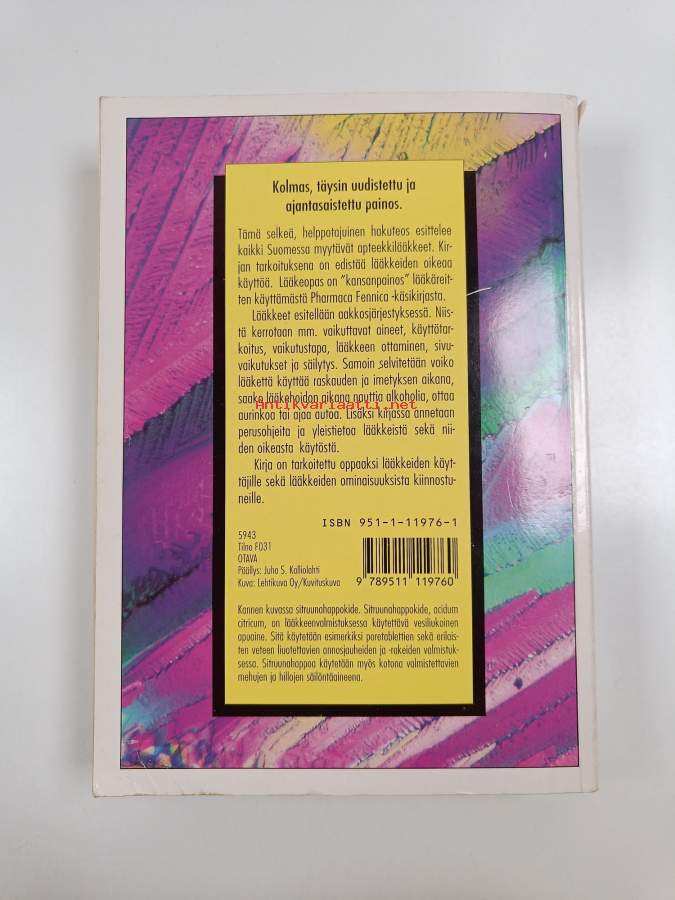 Kolmas, täysin uudistettu ja
ajantasaistettu painos.
Tämä selkeä, helppotajuinen hakuteos esittelee
kaikki Suomessa myytävät apteekkilääkkeet. Kir-
jan tarkoituksena on edistää lääkkeiden oikeaa
käyttöä. Lääkeopas on "kansanpainos" lääkäreit-
ten käyttämästä Pharmaca Fennica -käsikirjasta.
Lääkkeet esitellään aakkosjärjestyksessä. Niis-
tä kerrotaan mm. vaikuttavat aineet, käyttötar-
koitus, vaikutustapa, lääkkeen ottaminen, sivu-
vaikutukset ja säilytys. Samoin selvitetään voiko
lääkettä käyttää raskauden ja imetyksen aikana,
saako lääkehoidon aikana nauttia alkoholia, ottaa
Antikvariaatti.net
aurinkoa tai ajaa autoa. Lisäksi kirjassa annetaan
perusohjeita ja yleistietoa lääkkeistä sekä nii-
den oikeasta käytöstä.
Kirja on tarkoitettu oppaaksi lääkkeiden käyt-
täjille sekä lääkkeiden ominaisuuksista kiinnostu-
neille.
ISBN 951-1-11976-1
5943
Tilno F031
OTAVA
Päällys: Juha S. Kalliolahti
Kuva: Lehtikuva Oy/Kuvituskuva
9 789511 119760
Kannen kuvassa sitruunahappokide. Sitruunahappokide, acidum
citricum, on lääkkeenvalmistuksessa käytettävä vesiliukoinen
apuaine. Sitä käytetään esimerkiksi poretablettien sekä erilais-
ten veteen liuotettavien annosjauheiden ja -rakeiden valmistuk-
sessa. Sitruunahappoa käytetään myös kotona valmistettavien
mehujen ja hillojen säilöntäaineena.